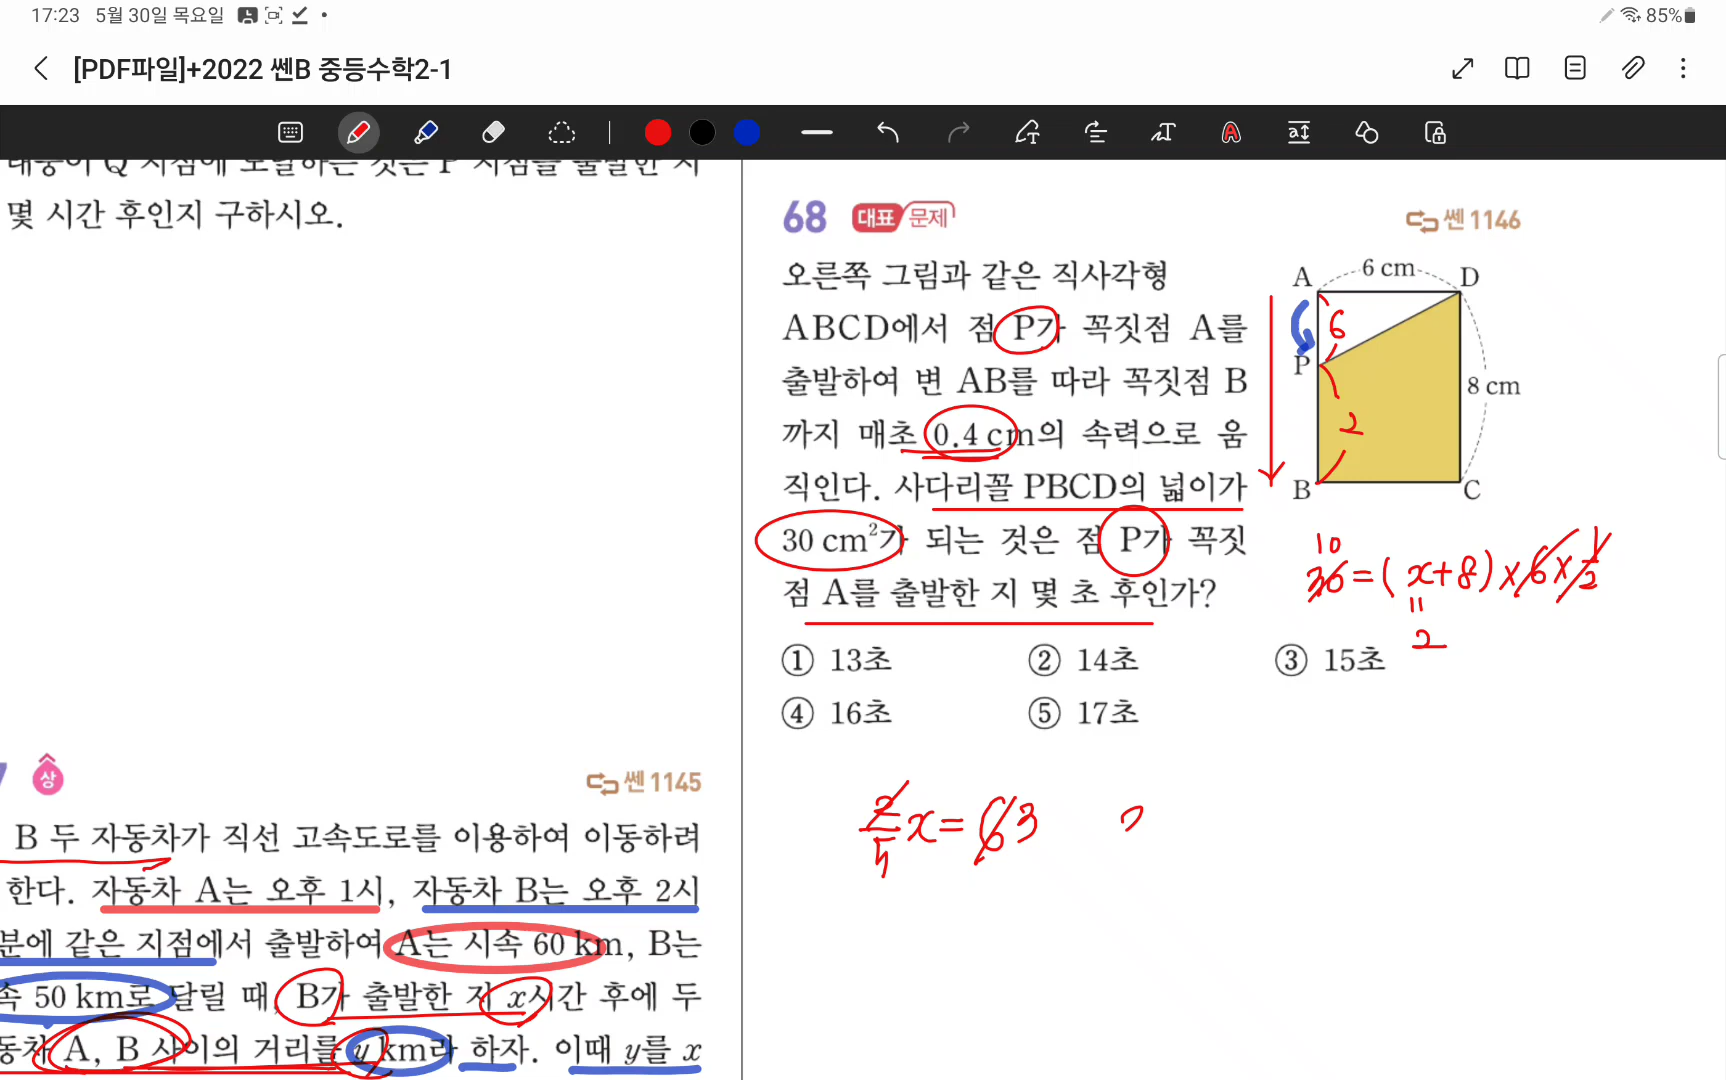 17:23 5월 30일 목요일
85%
[PDF파일]+2022 쎈B 중등수학2-1
몇 시간 후인지 구하시오.
상
쎈 1145
B 두 자동차가 직선 고속도로를 이용하여 이동하려
한다. 자동차 A는 오후 1시, 자동차 B는 오후 2시
분에 같은 지점에서 출발하여 A는 시속 60 km, B는
속 50 km로 달릴 때, B가 출발한 지 x시간 후에 두
동차 A, B 사이의 거리를 y km라 하자. 이때 y를 x
68 대표 문제
쎈 1146
오른쪽 그림과 같은 직사각형
ABCD에서 점 P가 꼭짓점 A를
출발하여 변 AB를 따라 꼭짓점 B
까지 매초 0.4 cm의 속력으로 움
직인다. 사다리꼴 PBCD의 넓이가
30 cm²가 되는 것은 점 P가 꼭짓
점 A를 출발한 지 몇 초 후인가?
① 13초 ② 14초 ③ 15초
④ 16초 ⑤ 17초
A 6 cm D
6
P
8 cm
2
B C
10
30=(x+8)×6×1/2
=
2
2/5x=6 3